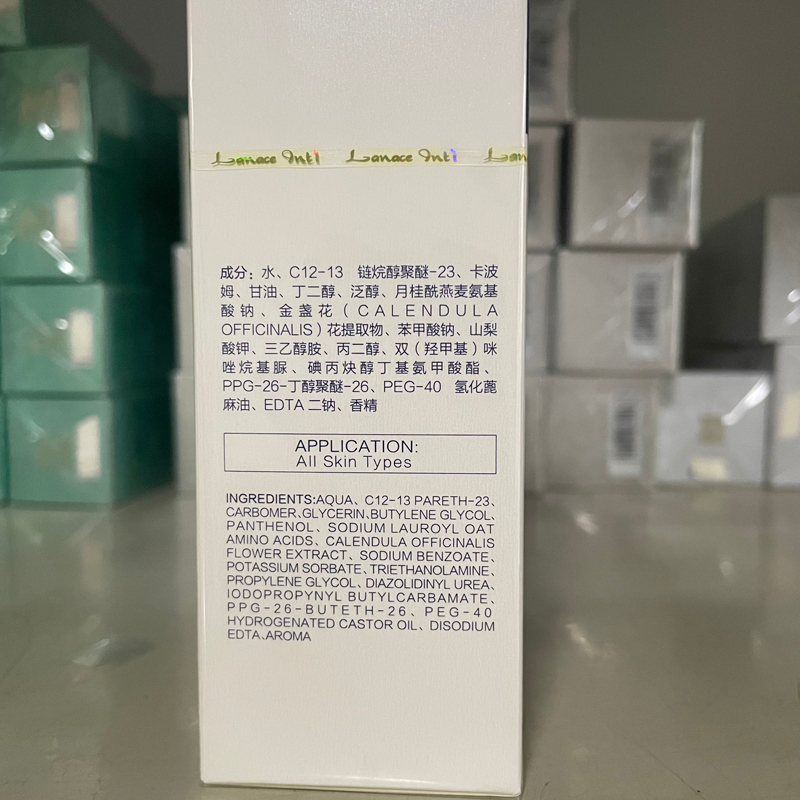 Lanace Inti Lanace Inti Lan
成分：水、C12-13 链烷醇聚醚-23、卡波
姆、甘油、丁二醇、泛醇、月桂酰燕麦氨基
酸钠、金盏花（CALENDULA
OFFICINALIS）花提取物、苯甲酸钠、山梨
酸钾、三乙醇胺、丙二醇、双（羟甲基）咪
唑烷基脲、碘丙炔醇丁基氨甲酸酯、
PPG-26-丁醇聚醚-26、PEG-40 氢化蓖
麻油、EDTA 二钠、香精
APPLICATION:
All Skin Types
INGREDIENTS:AQUA、C12-13 PARETH-23、
CARBOMER、GLYCERIN、BUTYLENE GLYCOL、
PANTHENOL、SODIUM LAUROYL OAT
AMINO ACIDS、CALENDULA OFFICINALIS
FLOWER EXTRACT、SODIUM BENZOATE、
POTASSIUM SORBATE、TRIETHANOLAMINE、
PROPYLENE GLYCOL、DIAZOLIDINYL UREA、
IODOPROPYNYL BUTYLCARBAMATE、
PPG-26-BUTETH-26、PEG-40
HYDROGENATED CASTOR OIL、DISODIUM
EDTA、AROMA